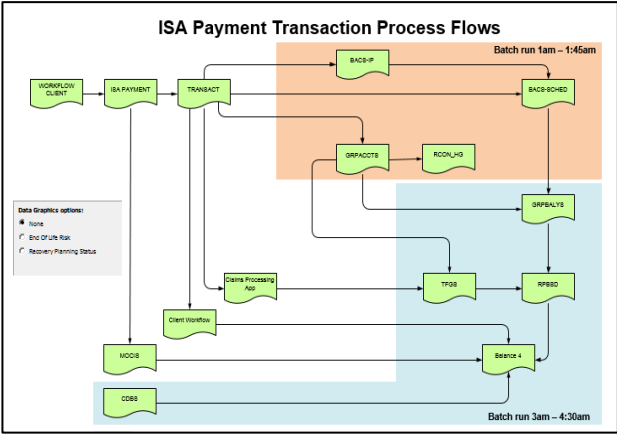 ISA Payment Transaction Process Flows
Batch run 1am – 1:45am
BACS-IP
WORKFLOW
CLIENT
ISA PAYMENT
TRANSACT
BACS-SCHED
GRPACCTS
RCON_HG
GRPBALYS
Data Graphics options:
None
End Of Life Risk
Recovery Planning Status
Claims Processing
App
TFGS
RPBSD
Client Workflow
MOCIS
Balance 4
CDBS
Batch run 3am – 4:30am